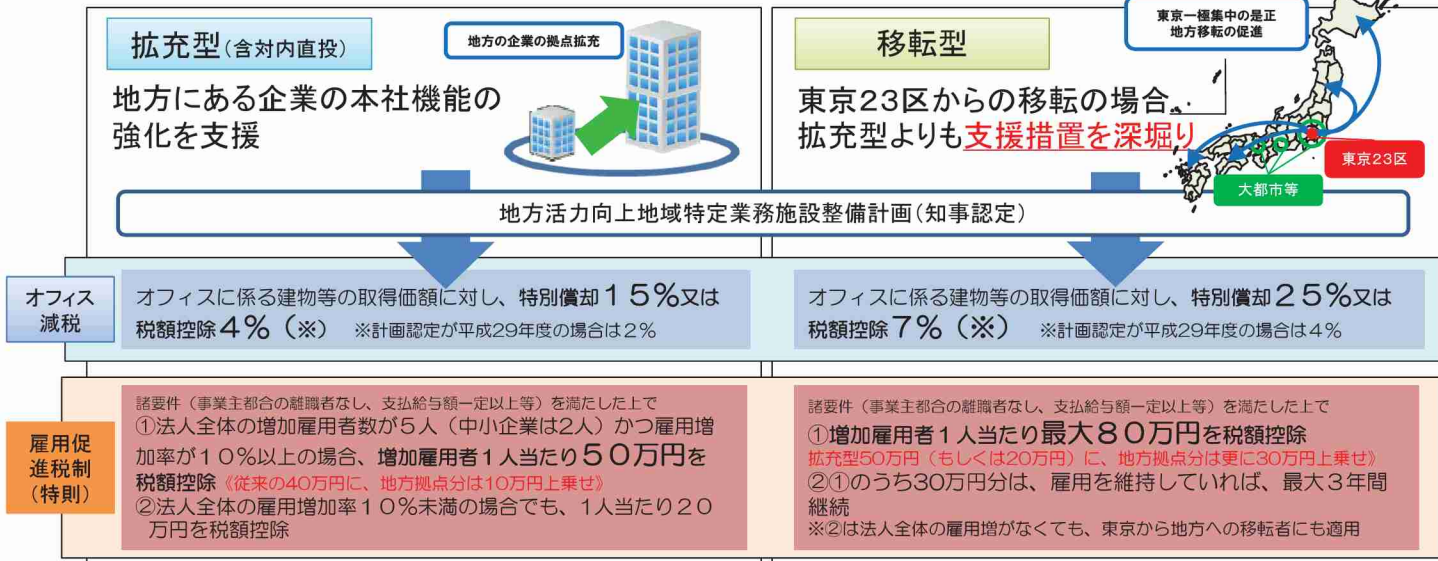 拡充型(含対内直投)
地方の企業の拠点拡充
地方にある企業の本社機能の
強化を支援
移転型
東京一極集中の是正
地方移転の促進
東京23区からの移転の場合
拡充型よりも支援措置を深掘り
東京23区
大都市等
地方活力向上地域特定業務施設整備計画(知事認定)
オフィス
減税
オフィスに係る建物等の取得価額に対し、特別償却15%又は
税額控除4%(※) ※計画認定が平成29年度の場合は2%
オフィスに係る建物等の取得価額に対し、特別償却25%又は
税額控除7%(※) ※計画認定が平成29年度の場合は4%
雇用促
進税制
(特則)
諸要件(事業主都合の離職者なし、支払給与額一定以上等)を満たした上で
①法人全体の増加雇用者数が5人(中小企業は2人)かつ雇用増
加率が10%以上の場合、増加雇用者1人当たり50万円を
税額控除《従来の40万円に、地方拠点分は10万円上乗せ》
②法人全体の雇用増加率10%未満の場合でも、1人当たり20
万円を税額控除
諸要件(事業主都合の離職者なし、支払給与額一定以上等)を満たした上で
①増加雇用者1人当たり最大80万円を税額控除
拡充型50万円(もしくは20万円)に、地方拠点分は更に30万円上乗せ》
②①のうち30万円分は、雇用を維持していれば、最大3年間
継続
※②は法人全体の雇用増がなくても、東京から地方への移転者にも適用